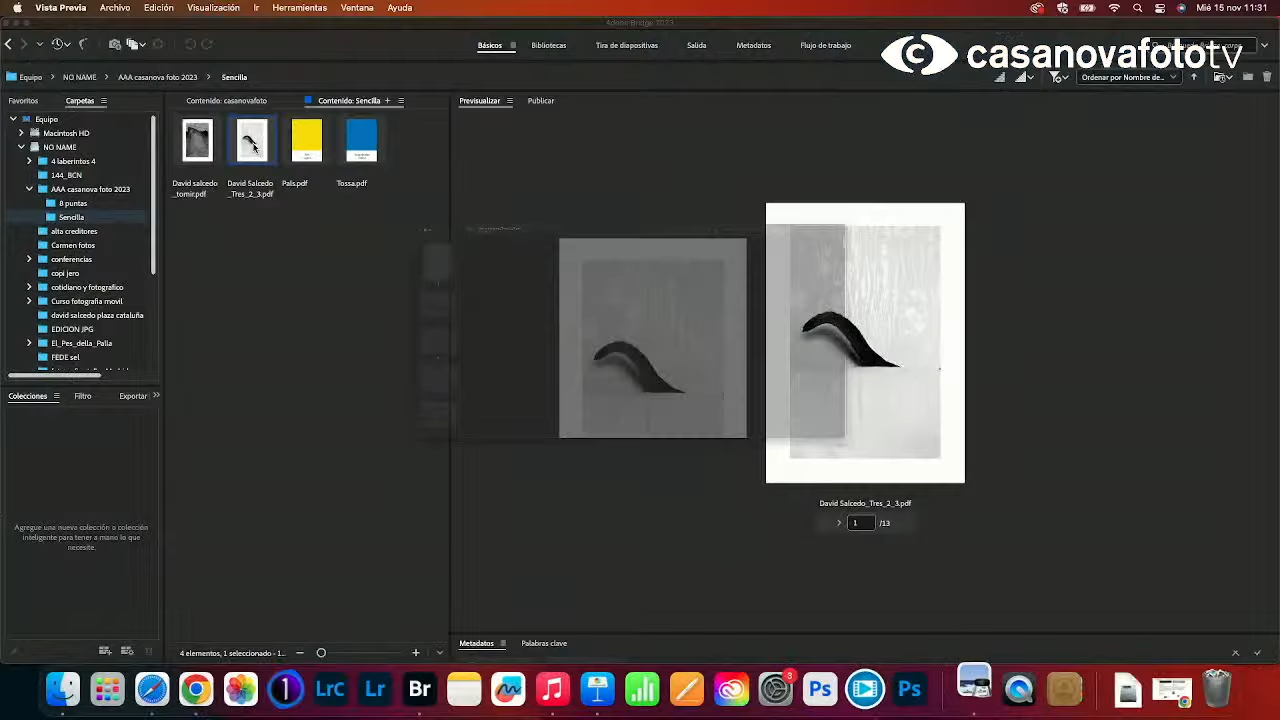 Vista Previa Archivo Edición Visualización Ir Herramientas Ventana Ayuda
Mié 15 nov 11:31
Adobe Bridge 2023
Básicos Bibliotecas Tira de diapositivas Salida Metadatos Flujo de trabajo
casanovafototv
Equipo NO NAME AAA casanova foto 2023 Sencilla
Ordenar por Nombre de...
Favoritos Carpetas
Contenido: casanovafoto Contenido: Sencilla
Previsualizar Publicar
Equipo
Macintosh HD
NO NAME
4 laberintos 4
144_BCN
AAA casanova foto 2023
8 puntas
Sencilla
alta creditores
Carmen fotos
conferencias
copi jero
cotidiano y fotografico
Curso fotografia movil
david salcedo plaza cataluña
EDICION JPG
El_Pes_della_Palla
FEDE sel
David salcedo
_tomir.pdf
David Salcedo
_Tres_2_3.pdf
Pals.pdf
Tossa.pdf
David Salcedo_Tres_2_3.pdf
1 /13
Colecciones Filtro Exportar
Agregue una nueva colección o colección
inteligente para tener a mano lo que
necesite.
4 elementos, 1 seleccionado - 1...
Metadatos Palabras clave
1 LrC Lr Br 3 Ps Ps